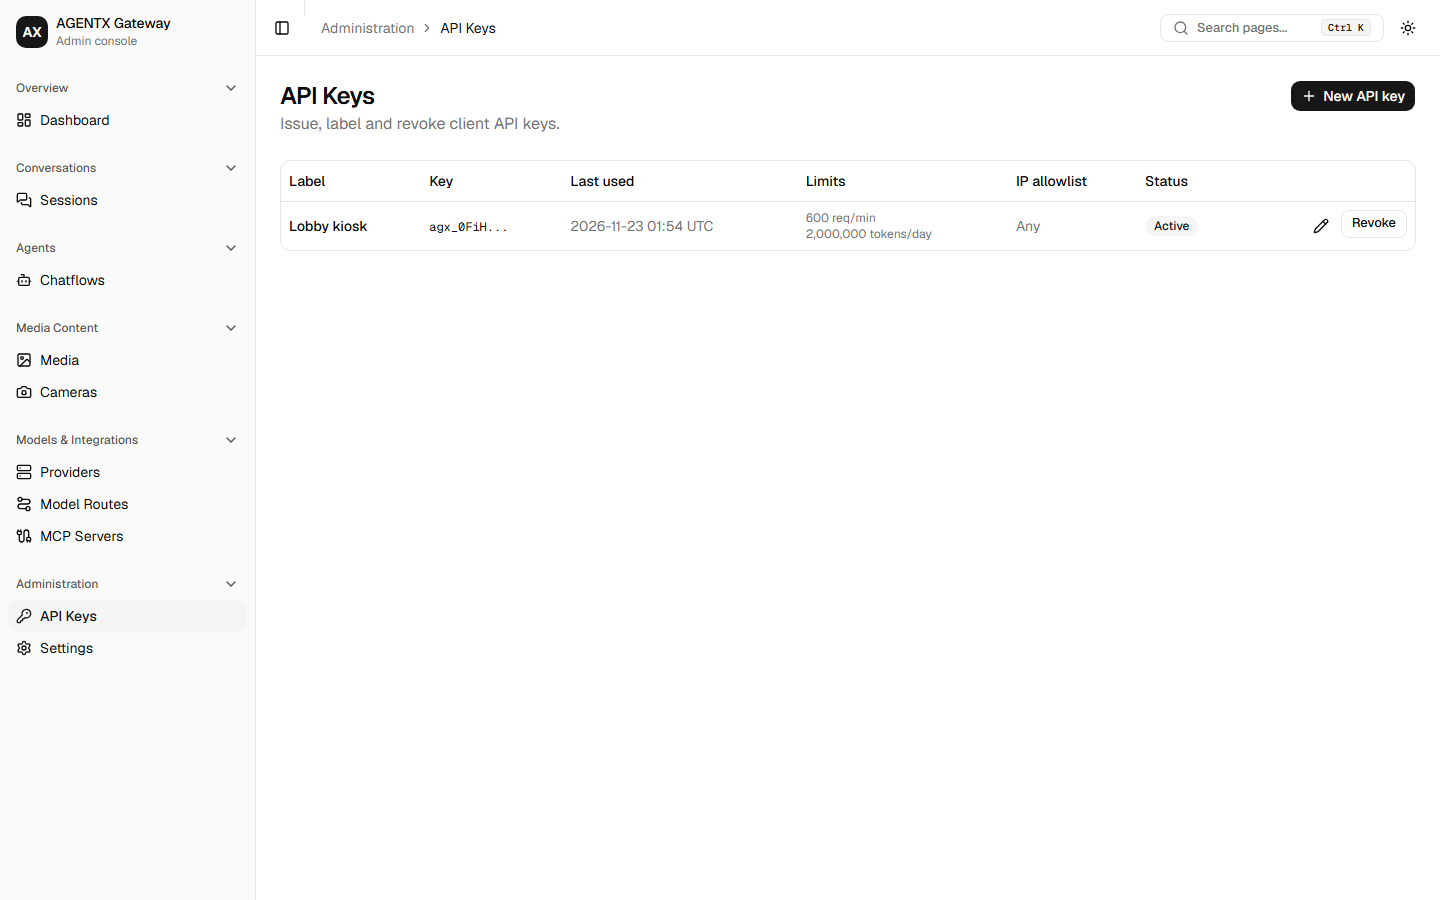 AX
AGENTX Gateway
Admin console
Overview
Dashboard
Conversations
Sessions
Agents
Chatflows
Media Content
Media
Cameras
Models & Integrations
Providers
Model Routes
MCP Servers
Administration
API Keys
Settings
Administration > API Keys
Search pages... Ctrl K
API Keys
Issue, label and revoke client API keys.
New API key
Label Key Last used Limits IP allowlist Status
Lobby kiosk agx_0FiH... 2026-11-23 01:54 UTC 600 req/min Any Active Revoke
2,000,000 tokens/day